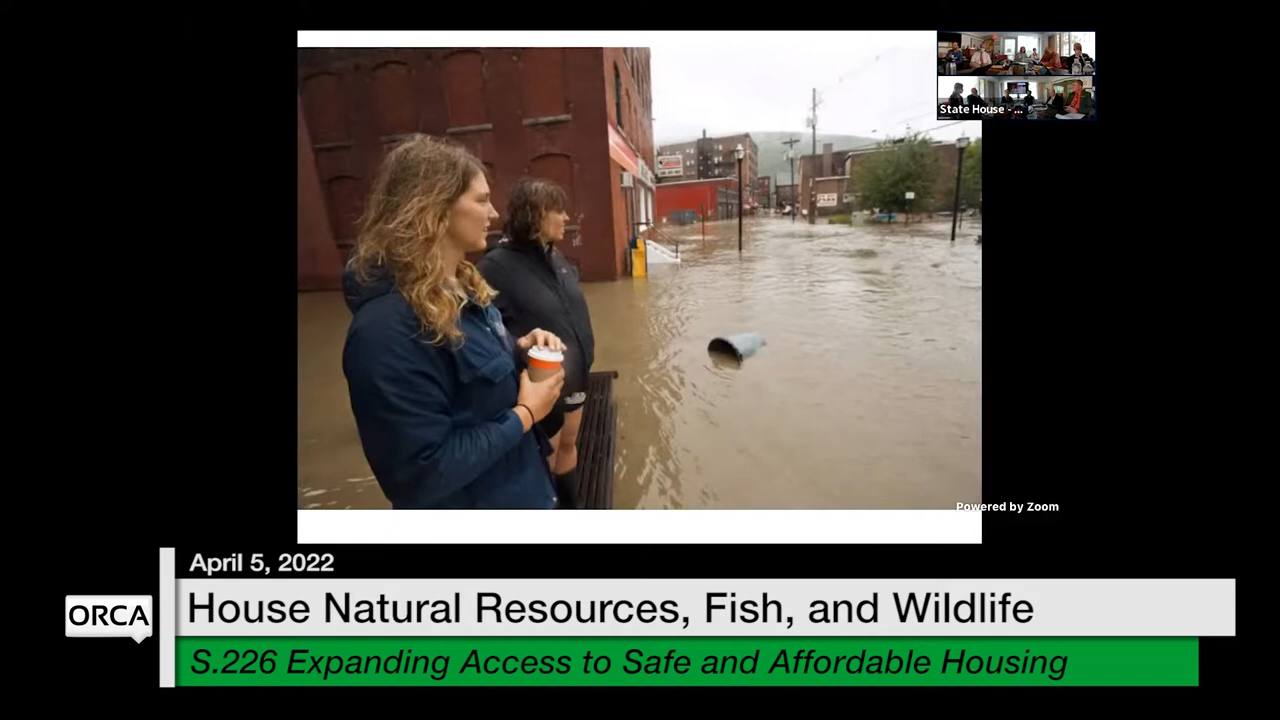 State House - ...
Powered by Zoom
April 5, 2022
House Natural Resources, Fish, and Wildlife
ORCA
S.226 Expanding Access to Safe and Affordable Housing